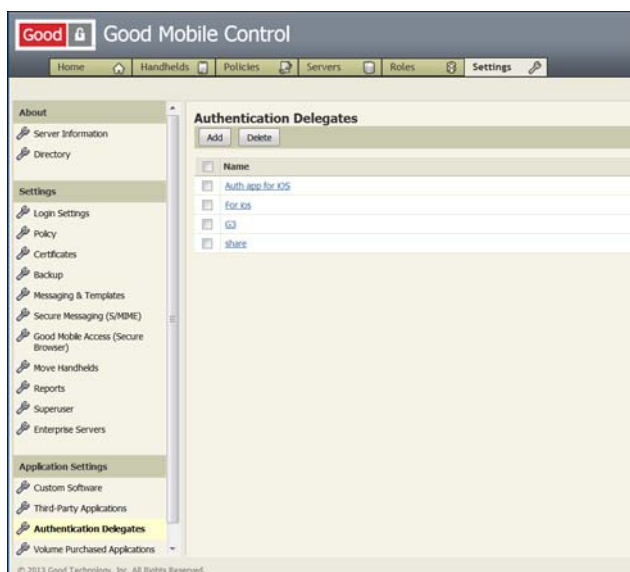 Good Good Mobile Control
Home Handhelds Policies Servers Roles Settings
About
Server Information
Directory
Settings
Login Settings
Policy
Certificates
Backup
Messaging & Templates
Secure Messaging (S/MIME)
Good Mobile Access (Secure
Browser)
Move Handhelds
Reports
Superuser
Enterprise Servers
Application Settings
Custom Software
Third-Party Applications
Authentication Delegates
Volume Purchased Applications
Authentication Delegates
Add Delete
Name
Auth app for iOS
For ios
G3
share
© 2013 Good Technology, Inc. All Rights Reserved.